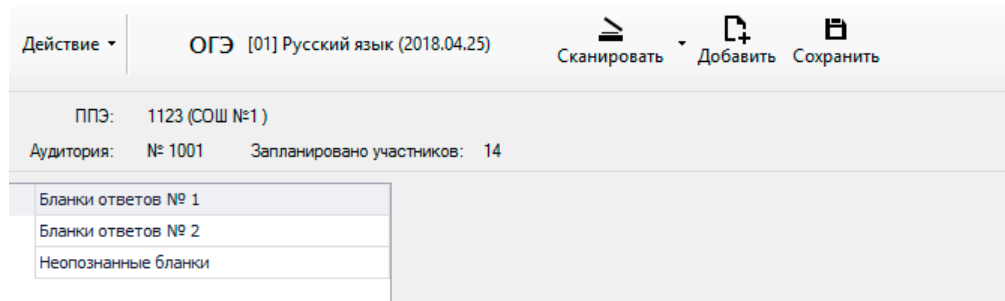 Действие
ОГЭ [01] Русский язык (2018.04.25)
Сканировать
Добавить
Сохранить
ППЭ: 1123 (СОШ №1 )
Аудитория: № 1001 Запланировано участников: 14
Бланки ответов № 1
Бланки ответов № 2
Неопознанные бланки